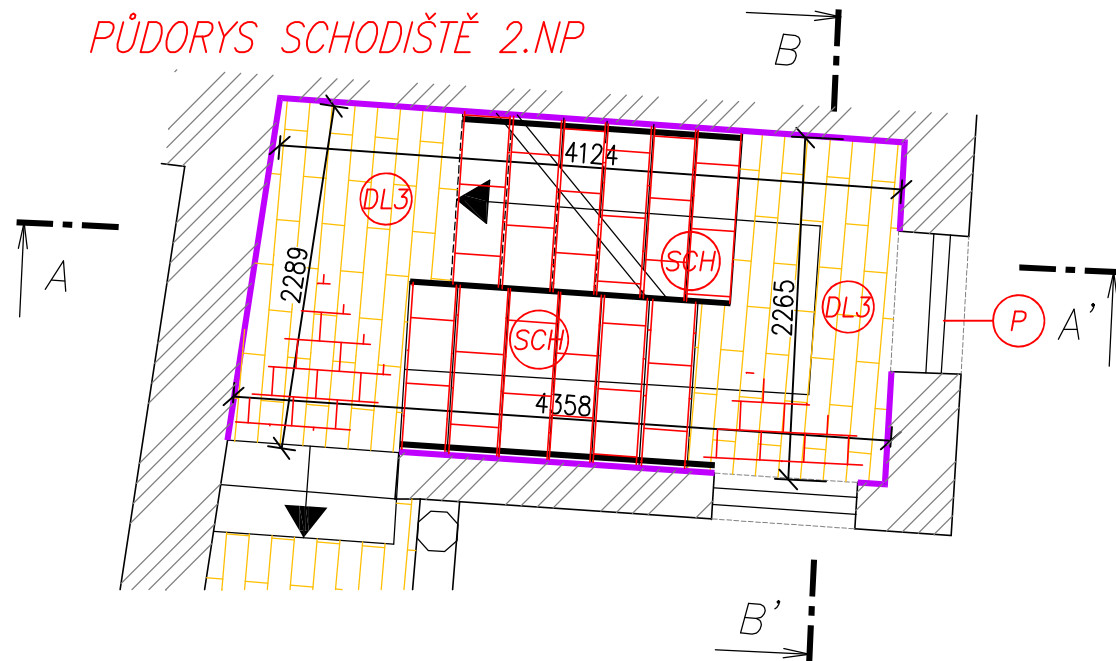 PŮDORYS SCHODIŠTĚ 2.NP
B
4124
DL3
SCH
A
2289
2265
DL3
P
A'
SCH
4358
B'